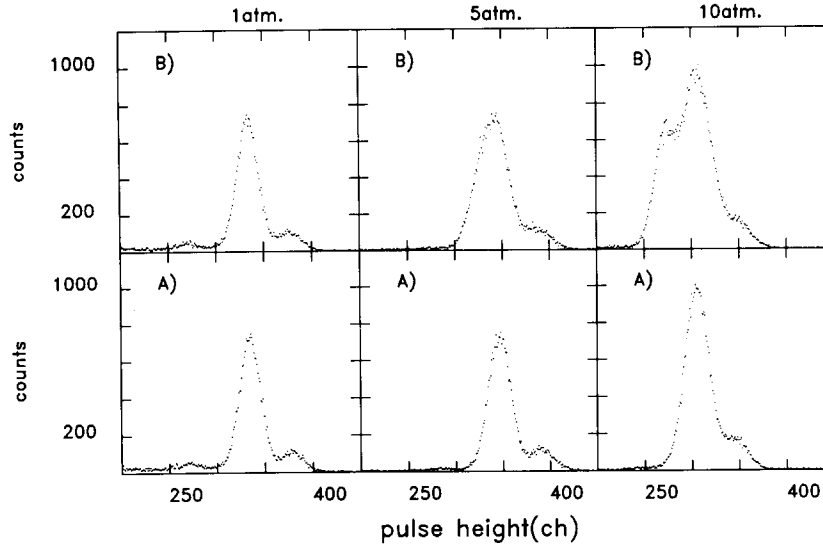 1atm. 5atm. 10atm.
B) B) B)
1000
counts
200
A) A) A)
1000
counts
200
250 400 250 400 250 400
pulse height(ch)